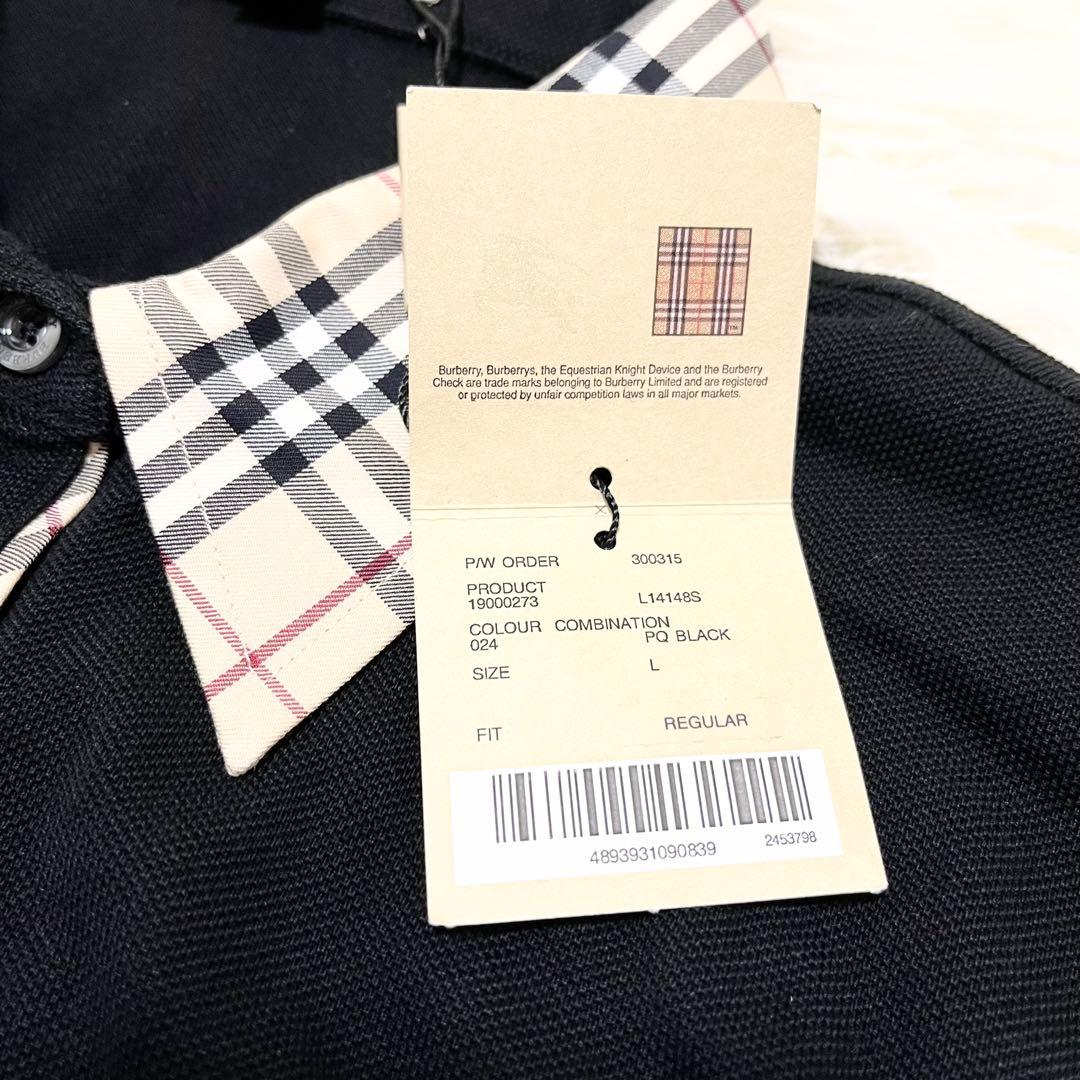 Burberry, Burberrys, the Equestrian Knight Device and the Burberry
Check are trade marks belonging to Burberry Limited and are registered
or protected by unfair competition laws in all major markets.
P/W ORDER 300315
PRODUCT
19000273 L14148S
COLOUR COMBINATION
024 PQ BLACK
SIZE L
FIT REGULAR
4893931090839 2453798